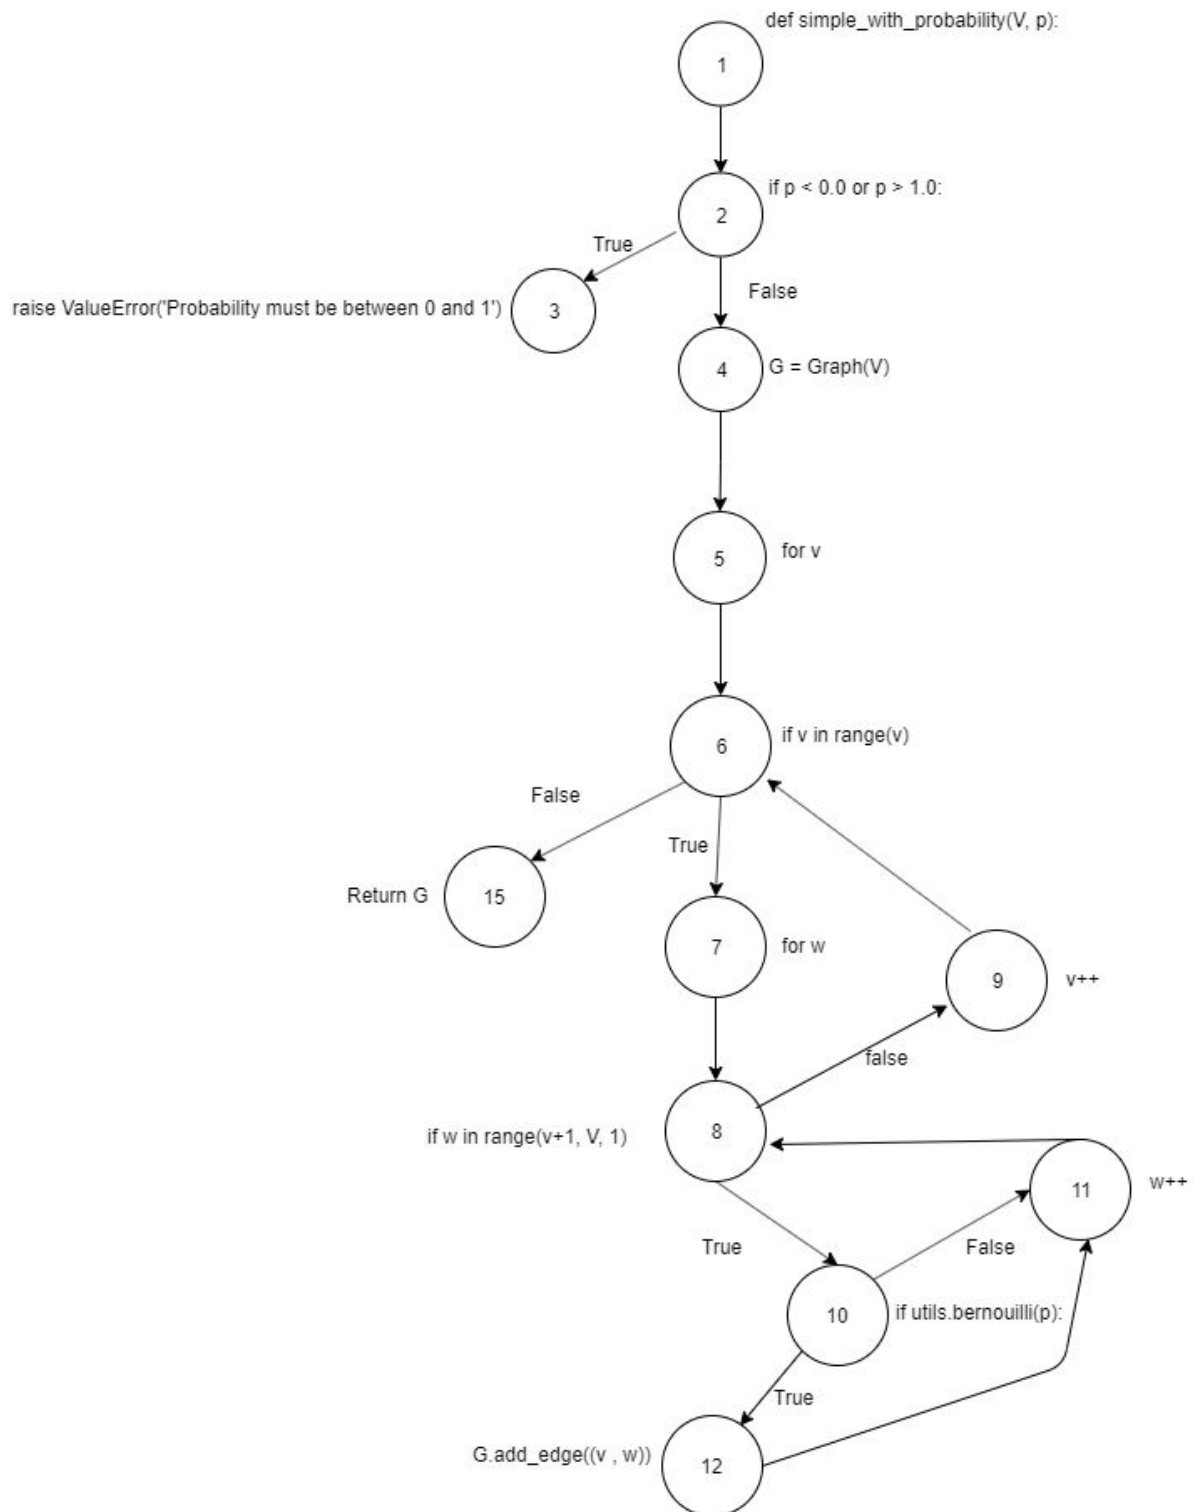 def simple_with_probability(V, p):
1
if p < 0.0 or p > 1.0:
2
True
False
raise ValueError('Probability must be between 0 and 1')
3
4
G = Graph(V)
5
for v
6
if v in range(v)
False
True
Return G
15
7
for w
9
v++
false
if w in range(v+1, V, 1)
8
11
w++
True
False
10
if utils.bernouilli(p):
True
G.add_edge((v , w))
12